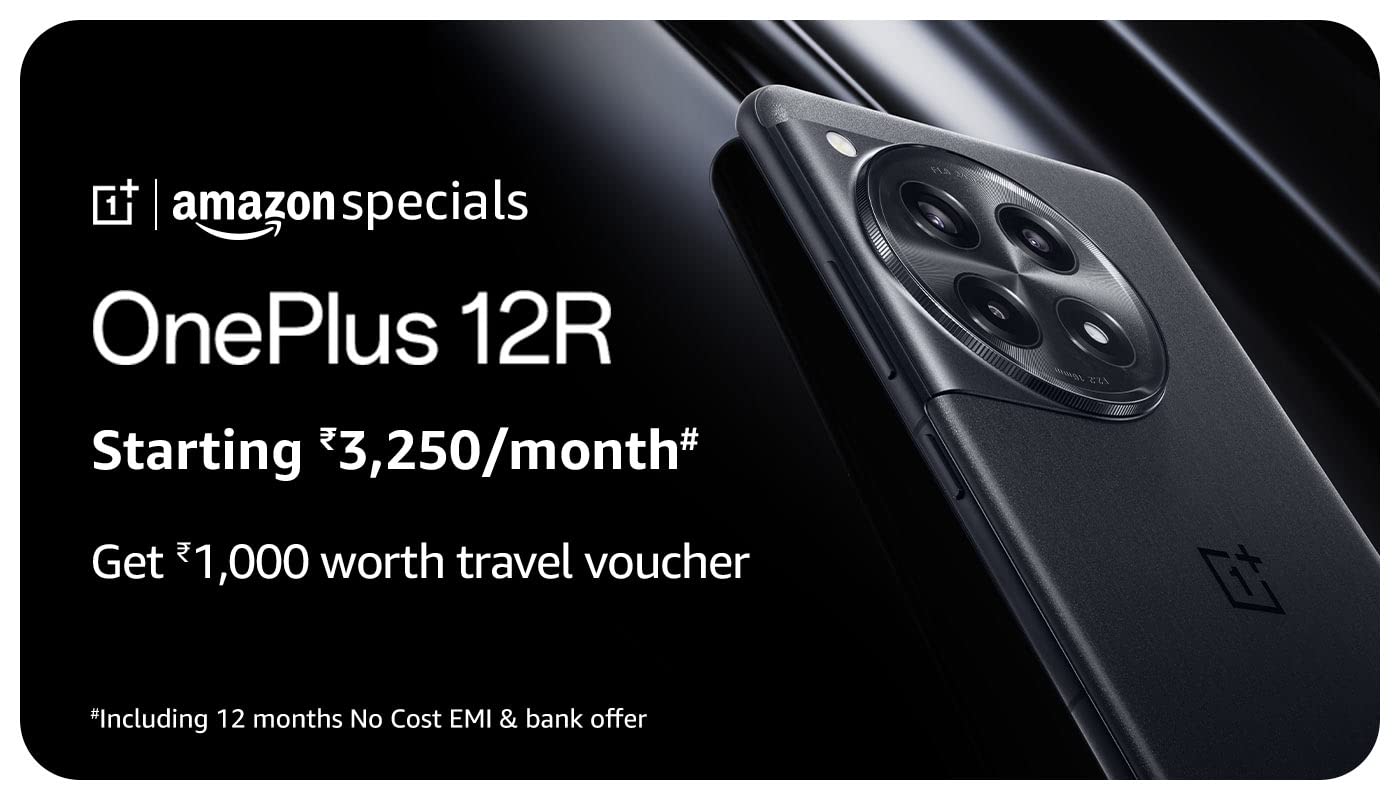 1+ | amazonspecials
OnePlus 12R
Starting ₹3,250/month#
Get ₹1,000 worth travel voucher
#Including 12 months No Cost EMI & bank offer